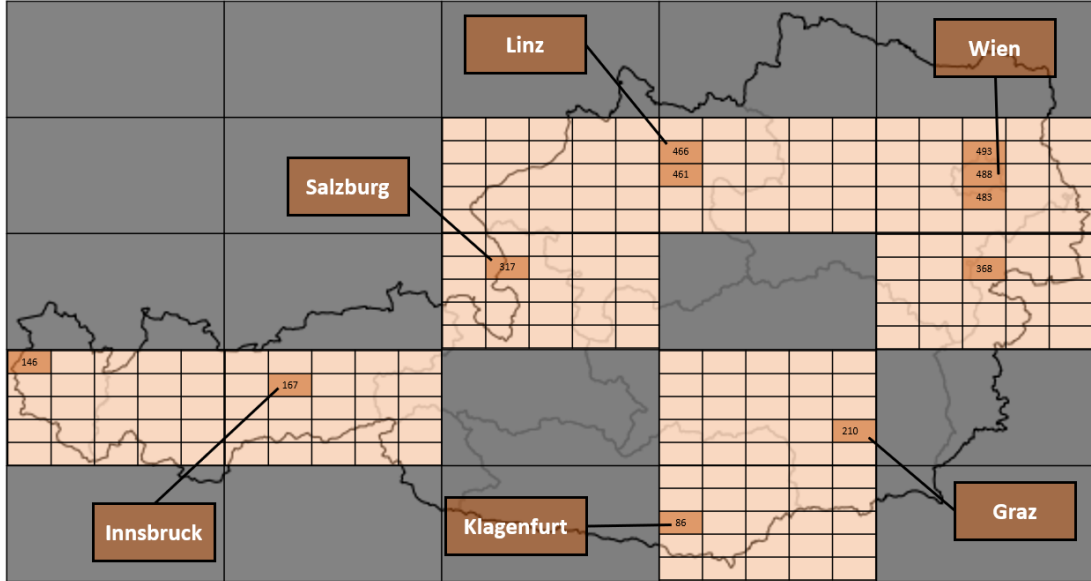 Linz
Wien
466
493
461
488
Salzburg
483
317
368
146
167
210
Innsbruck
Klagenfurt
86
Graz